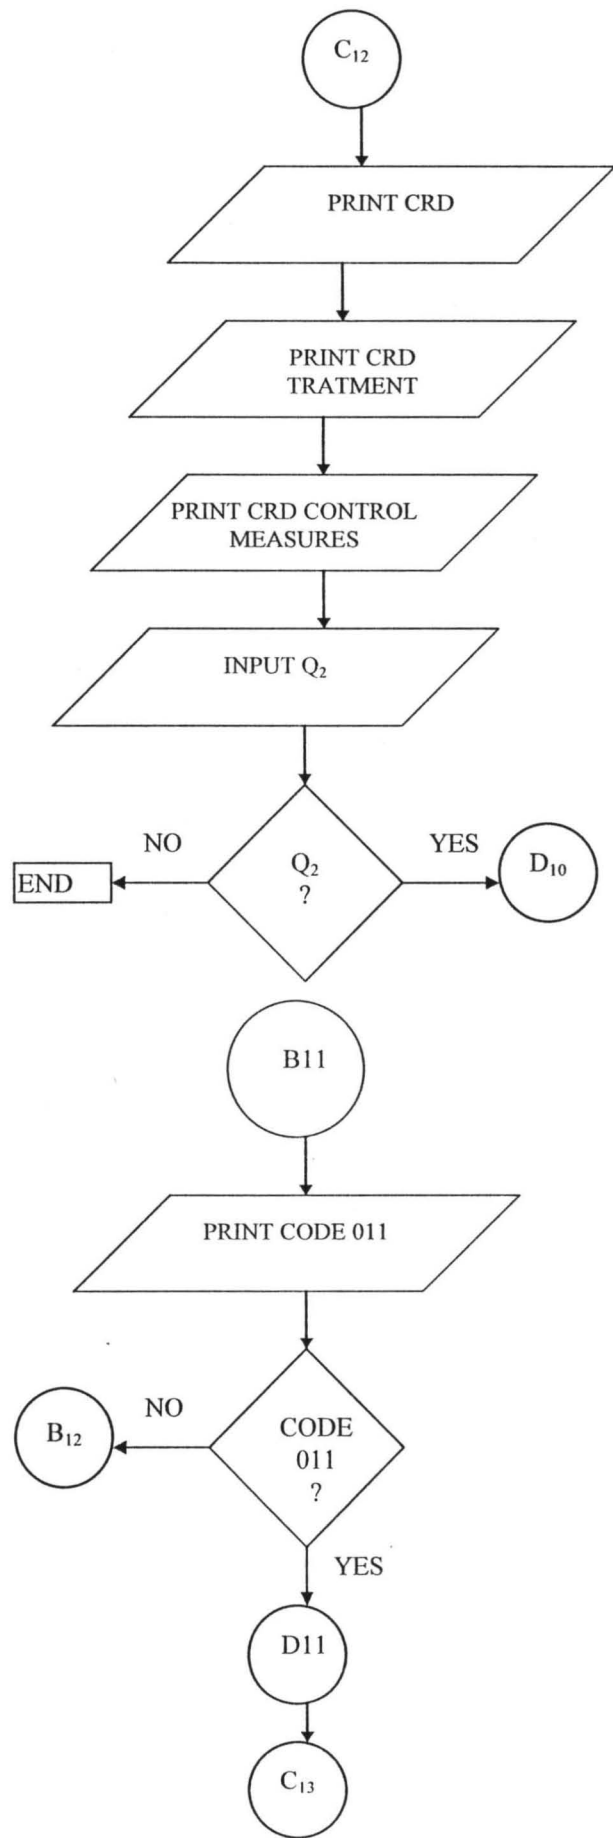 C₁₂
PRINT CRD
PRINT CRD
TRATMENT
PRINT CRD CONTROL
MEASURES
INPUT Q₂
NO
YES
END
Q₂
?
D₁₀
B11
PRINT CODE 011
NO
B₁₂
CODE
011
?
YES
D11
C₁₃